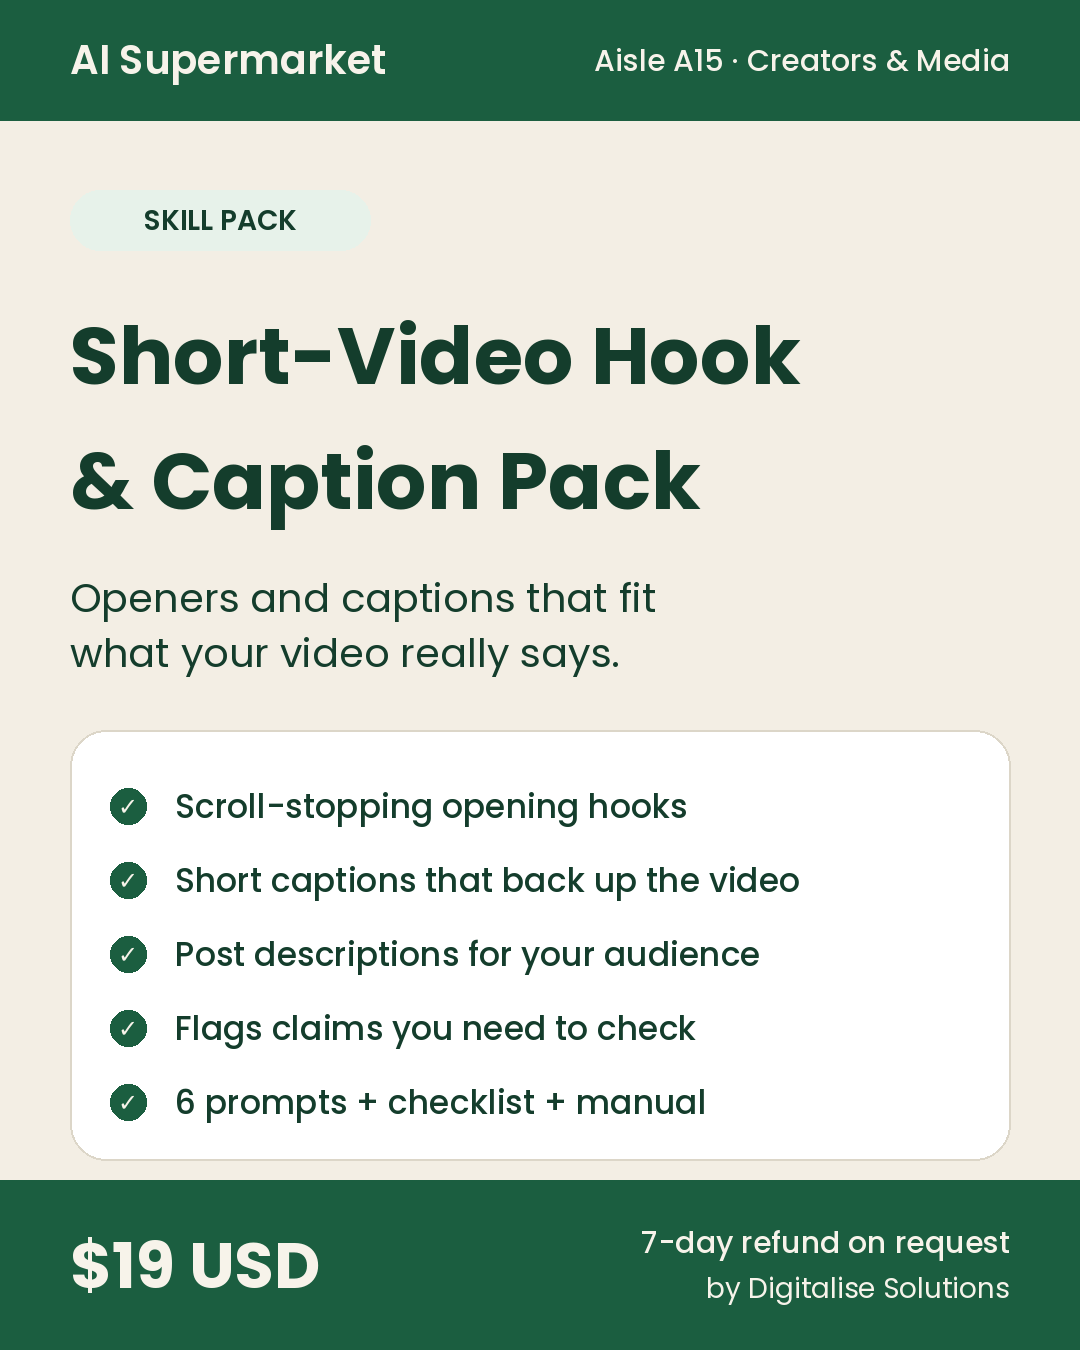 AI Supermarket
Aisle A15 · Creators & Media
SKILL PACK
Short-Video Hook
& Caption Pack
Openers and captions that fit
what your video really says.
✓ Scroll-stopping opening hooks
✓ Short captions that back up the video
✓ Post descriptions for your audience
✓ Flags claims you need to check
✓ 6 prompts + checklist + manual
$19 USD
7-day refund on request
by Digitalise Solutions